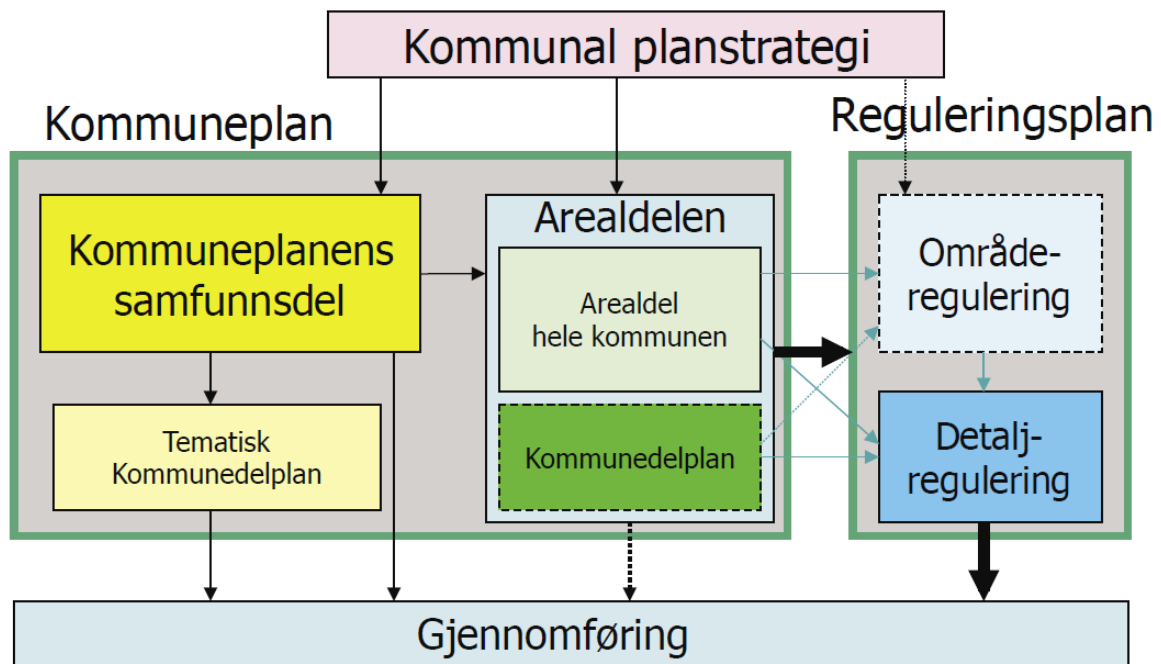 Kommunal planstrategi
Kommuneplan
Reguleringsplan
Kommuneplanens
samfunnsdel
Arealdelen
Arealdel
hele kommunen
Område-
regulering
Tematisk
Kommunedelplan
Kommunedelplan
Detalj-
regulering
Gjennomføring